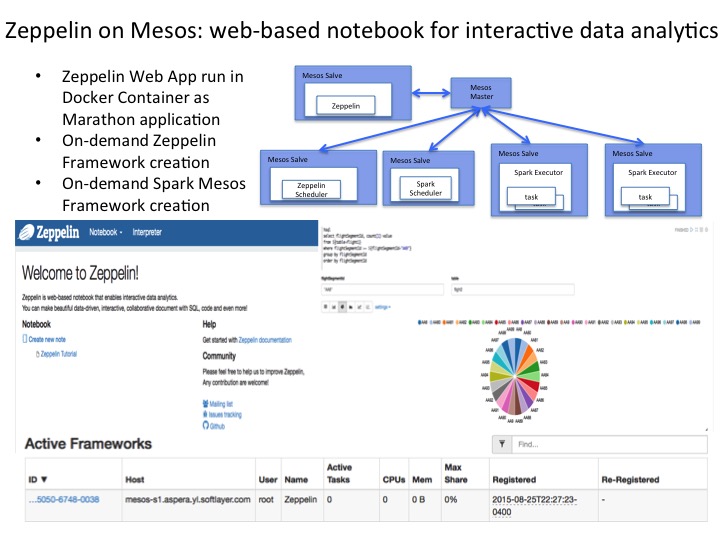 Zeppelin on Mesos: web-based notebook for interactive data analytics
• Zeppelin Web App run in
Docker Container as
Marathon application
• On-demand Zeppelin
Framework creation
• On-demand Spark Mesos
Framework creation
Mesos Salve
Zeppelin
Mesos
Master
Mesos Salve
Zeppelin
Scheduler
Mesos Salve
Spark
Scheduler
Mesos Salve
Spark Executor
task
Mesos Salve
Spark Executor
task
Zeppelin Notebook Interpreter
Welcome to Zeppelin!
Zeppelin is web-based notebook that enables interactive data analytics.
You can make beautiful data-driven, interactive, collaborative document with SQL, code and even more!
Notebook
Create new note
Zeppelin Tutorial
Help
Get started with Zeppelin documentation
Community
Please feel free to help us to improve Zeppelin,
Any contribution are welcome!
Mailing list
Issues tracking
Github
%sql
select flightSegmentId, count(1) value
group by flightSegmentId
order by flightSegmentId
flightSegmentId table
settings
Active Frameworks
Find...
ID ▼ Host User Name Active Tasks CPUs Mem Max Share Registered Re-Registered
...5050-6748-0038 mesos-s1.aspera.yl.softlayer.com root Zeppelin 0 0 0 B 0% 2015-08-25T22:27:23- -
0400